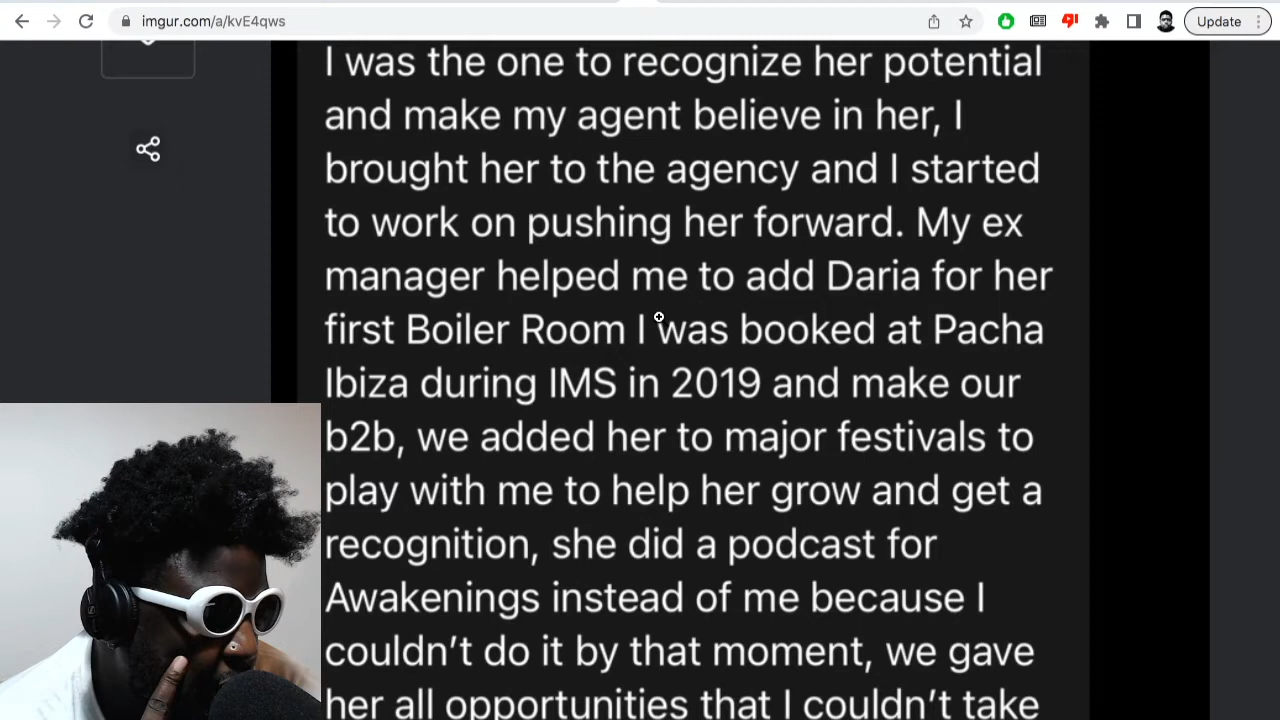 imgur.com/a/kvE4qws
Update
I was the one to recognize her potential
and make my agent believe in her, I
brought her to the agency and I started
to work on pushing her forward. My ex
manager helped me to add Daria for her
first Boiler Room I was booked at Pacha
Ibiza during IMS in 2019 and make our
b2b, we added her to major festivals to
play with me to help her grow and get a
recognition, she did a podcast for
Awakenings instead of me because I
couldn’t do it by that moment, we gave
her all opportunities that I couldn’t take